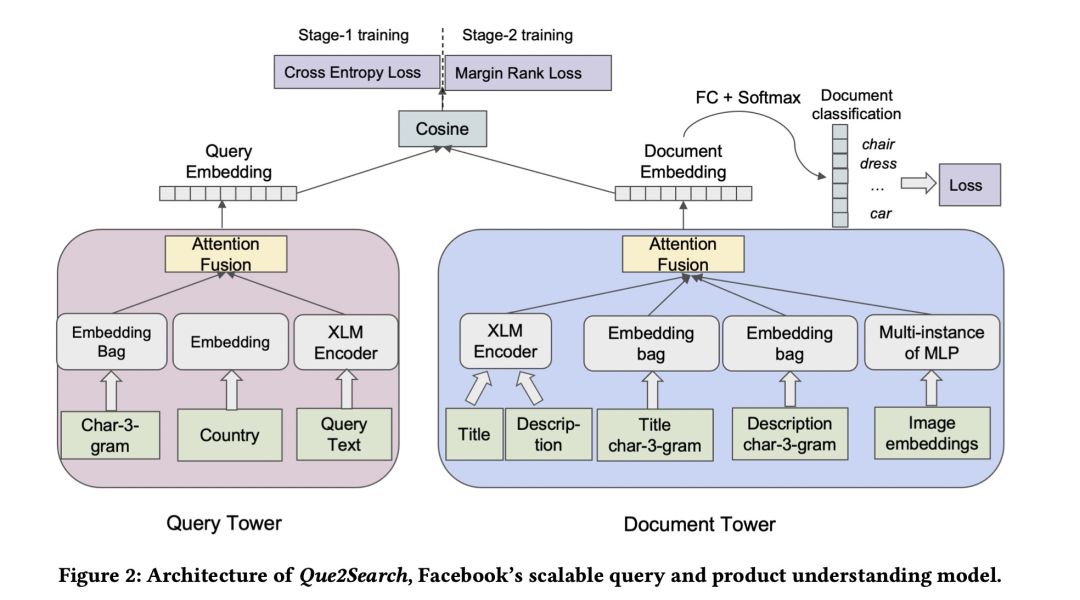 Stage-1 training
Stage-2 training
Cross Entropy Loss
Margin Rank Loss
Cosine
FC + Softmax
Document
classification
chair
dress
...
car
Loss
Query
Embedding
Document
Embedding
Attention
Fusion
Embedding
Bag
Embedding
XLM
Encoder
Char-3-
gram
Country
Query
Text
Query Tower
Attention
Fusion
XLM
Encoder
Embedding
bag
Embedding
bag
Multi-instance
of MLP
Title
Descrip-
tion
Title
char-3-gram
Description
char-3-gram
Image
embeddings
Document Tower
Figure 2: Architecture of Que2Search, Facebook's scalable query and product understanding model.